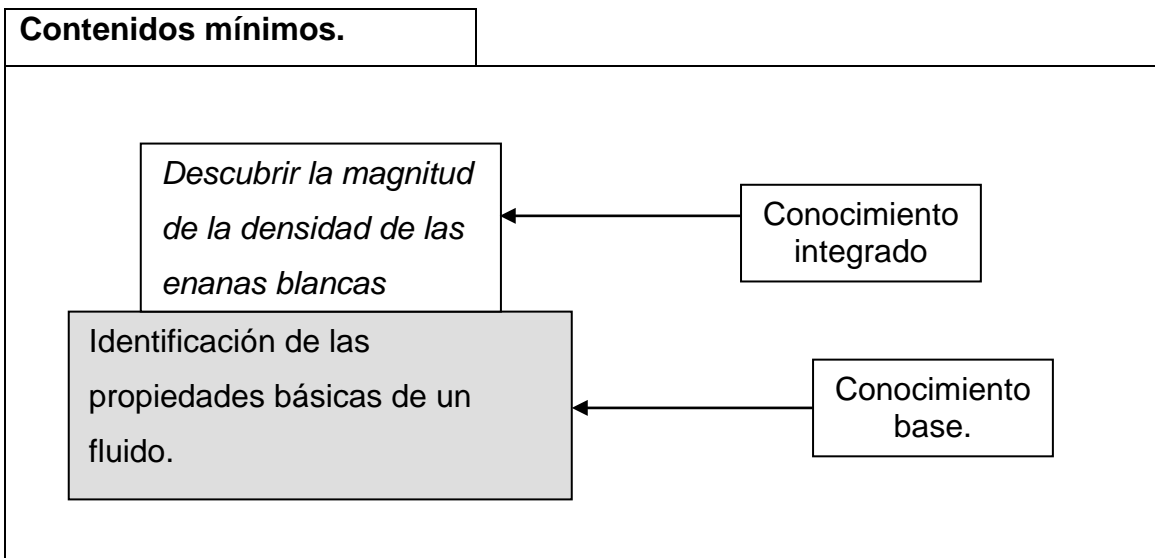 Contenidos mínimos.
Descubrir la magnitud
de la densidad de las
enanas blancas
Conocimiento
integrado
Identificación de las
propiedades básicas de un
fluido.
Conocimiento
base.